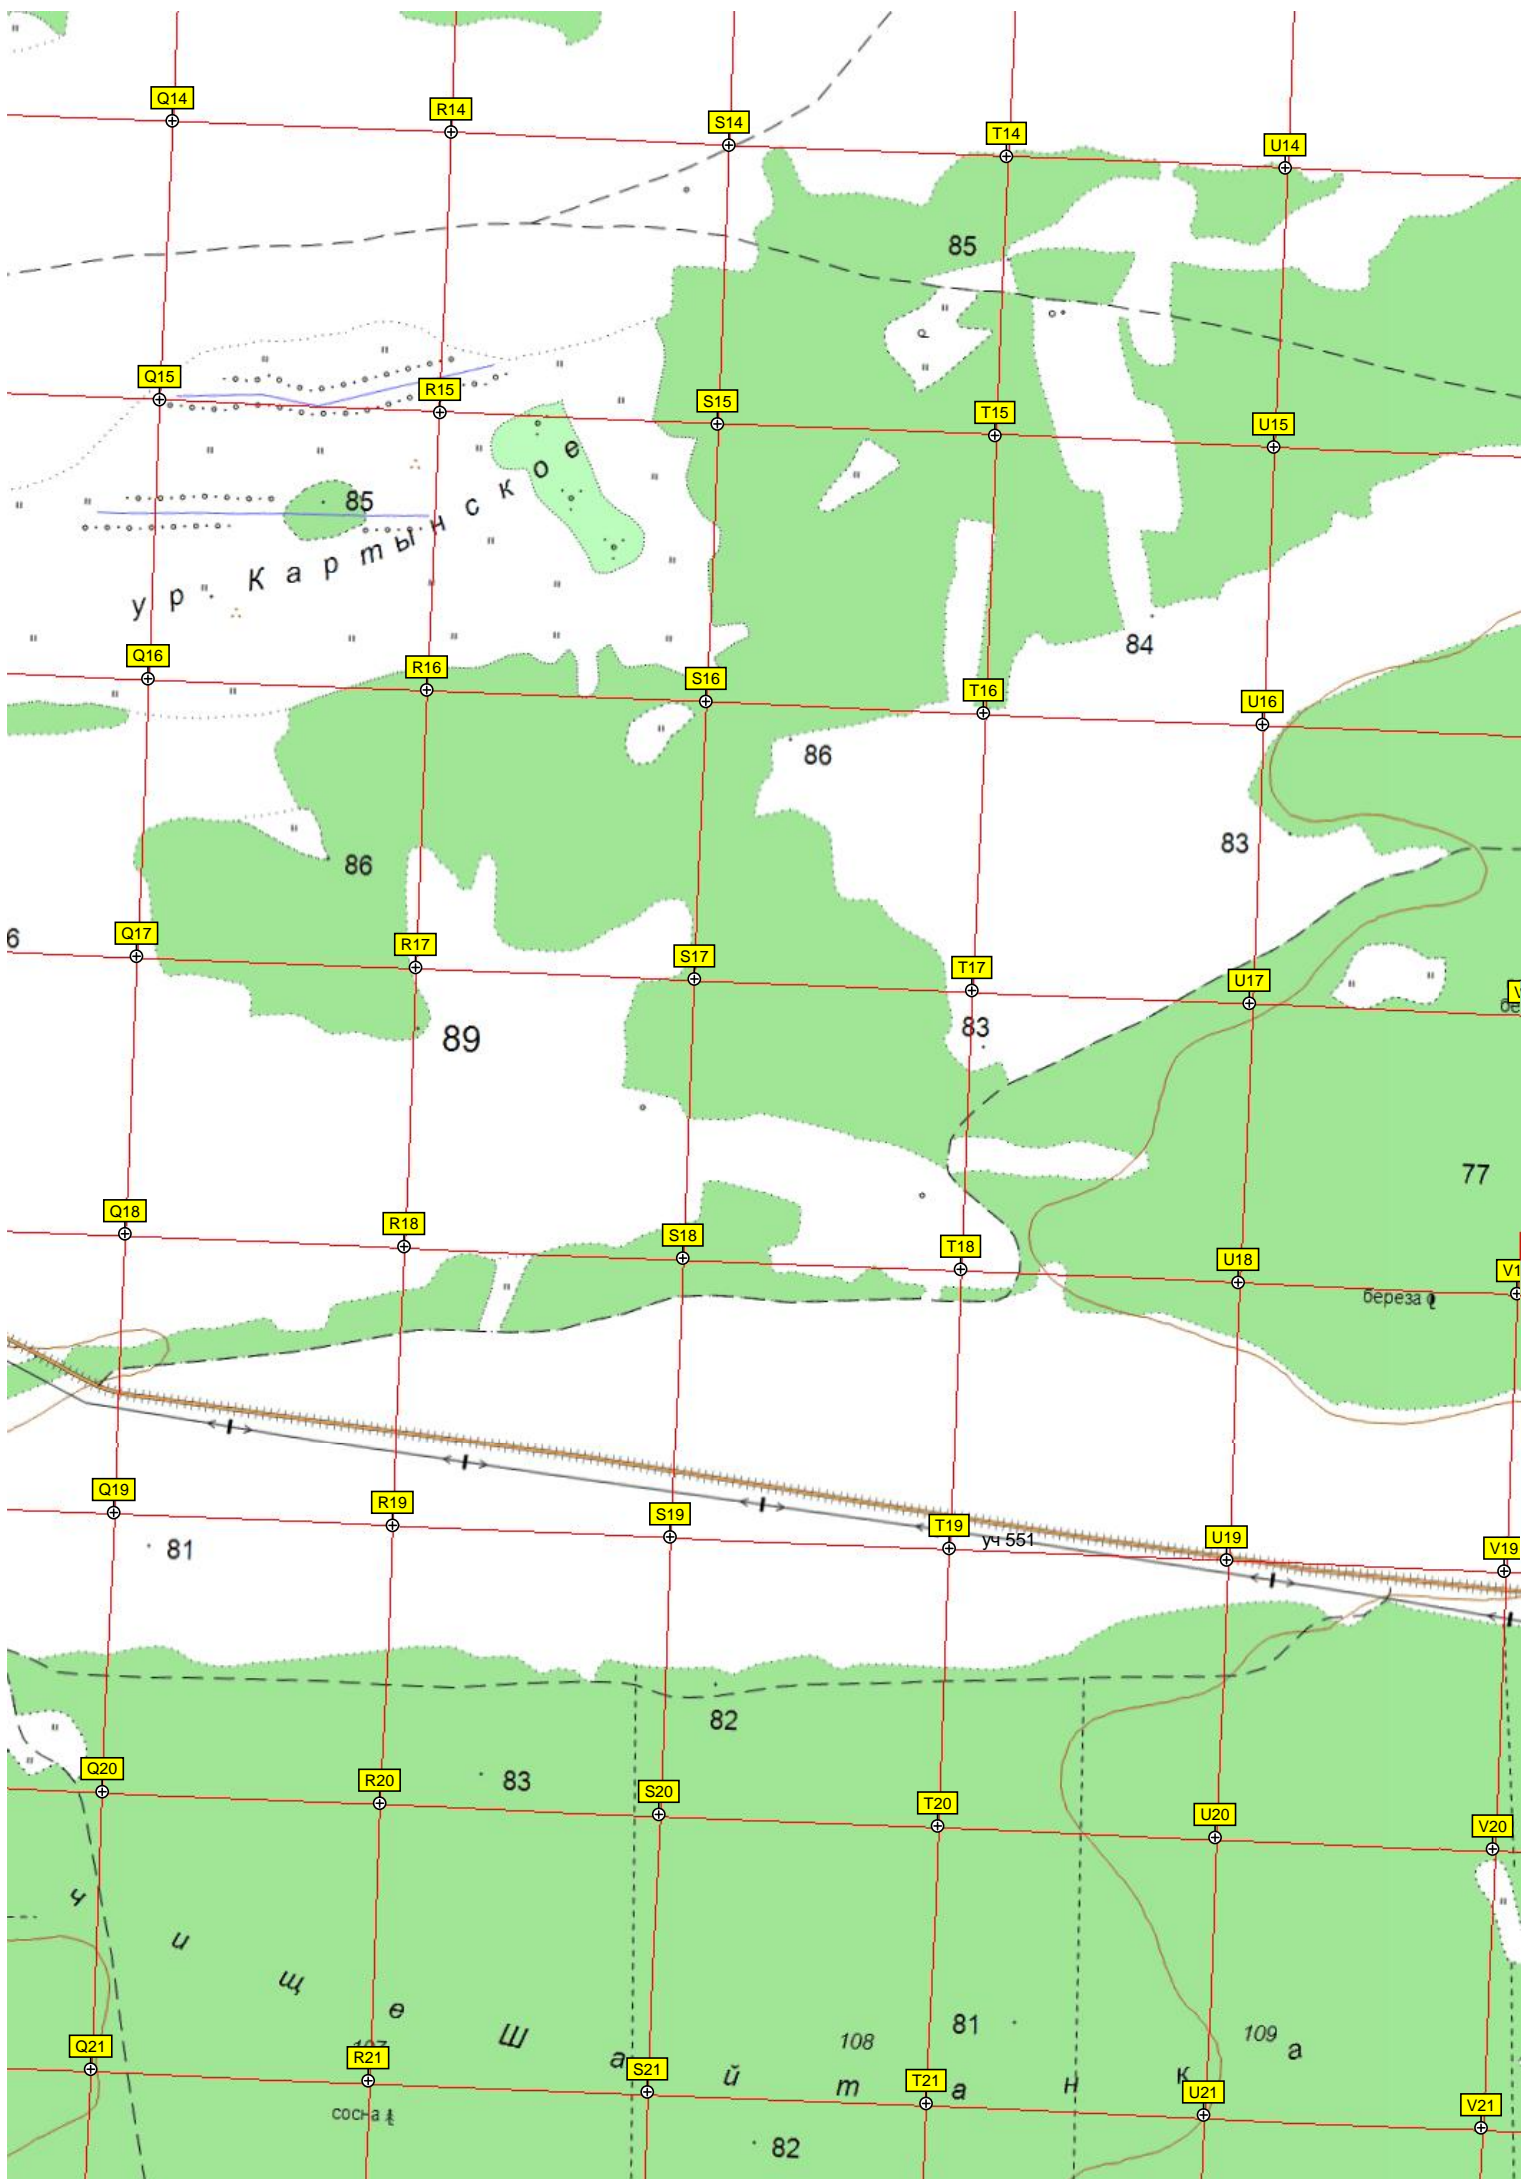 Q14
R14
S14
T14
U14
85
Q15
R15
S15
T15
U15
85
ур. Картынское
84
Q16
R16
S16
T16
U16
86
83
86
6
Q17
R17
S17
T17
U17
89
83
77
Q18
R18
S18
T18
U18
береза
Q19
R19
S19
T19
U19
V19
уч 551
81
82
Q20
R20
S20
T20
U20
V20
83
чище Шайтанка
81
108
109
Q21
R21
S21
T21
U21
V21
сосна
82